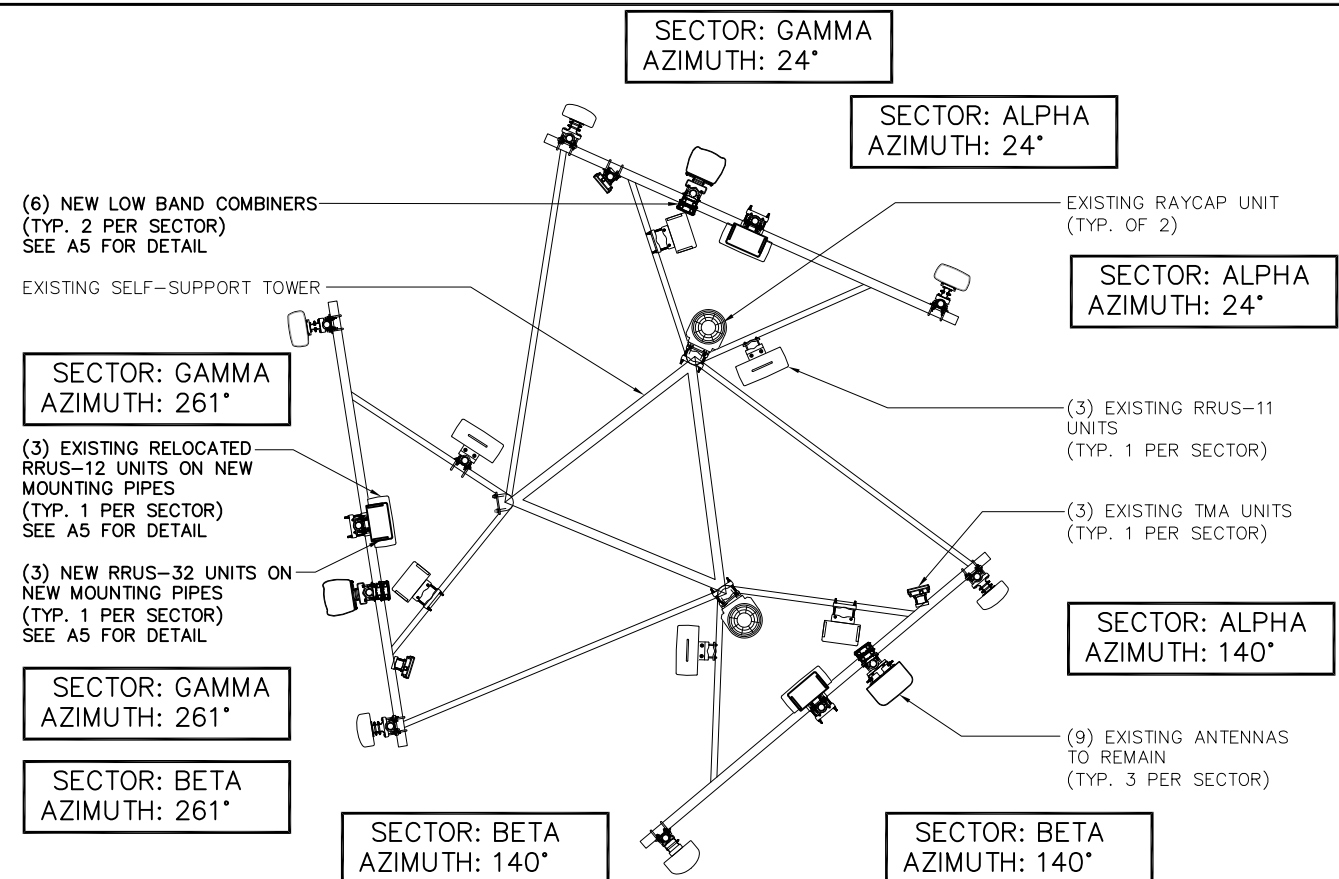 SECTOR: GAMMA
AZIMUTH: 24°
SECTOR: ALPHA
AZIMUTH: 24°
(6) NEW LOW BAND COMBINERS
(TYP. 2 PER SECTOR)
SEE A5 FOR DETAIL
EXISTING RAYCAP UNIT
(TYP. OF 2)
EXISTING SELF-SUPPORT TOWER
SECTOR: ALPHA
AZIMUTH: 24°
SECTOR: GAMMA
AZIMUTH: 261°
(3) EXISTING RRUS-11
UNITS
(TYP. 1 PER SECTOR)
(3) EXISTING RELOCATED
RRUS-12 UNITS ON NEW
MOUNTING PIPES
(TYP. 1 PER SECTOR)
SEE A5 FOR DETAIL
(3) EXISTING TMA UNITS
(TYP. 1 PER SECTOR)
(3) NEW RRUS-32 UNITS ON
NEW MOUNTING PIPES
(TYP. 1 PER SECTOR)
SEE A5 FOR DETAIL
SECTOR: ALPHA
AZIMUTH: 140°
SECTOR: GAMMA
AZIMUTH: 261°
(9) EXISTING ANTENNAS
TO REMAIN
(TYP. 3 PER SECTOR)
SECTOR: BETA
AZIMUTH: 261°
SECTOR: BETA
AZIMUTH: 140°
SECTOR: BETA
AZIMUTH: 140°